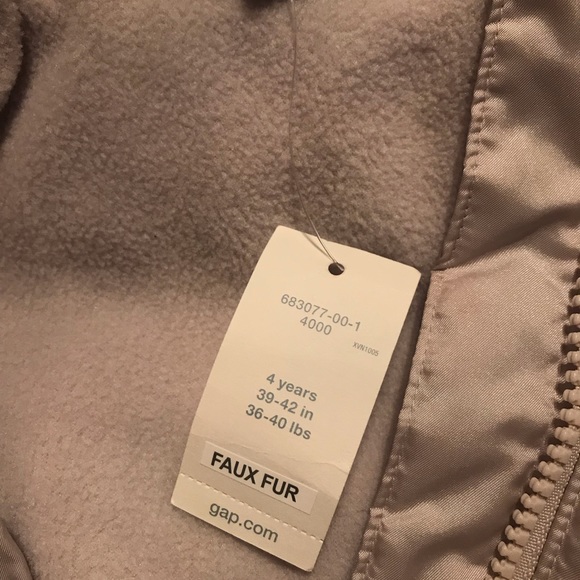 683077-00-1
4000
XVN1005
4 years
39-42 in
36-40 lbs
FAUX FUR
gap.com